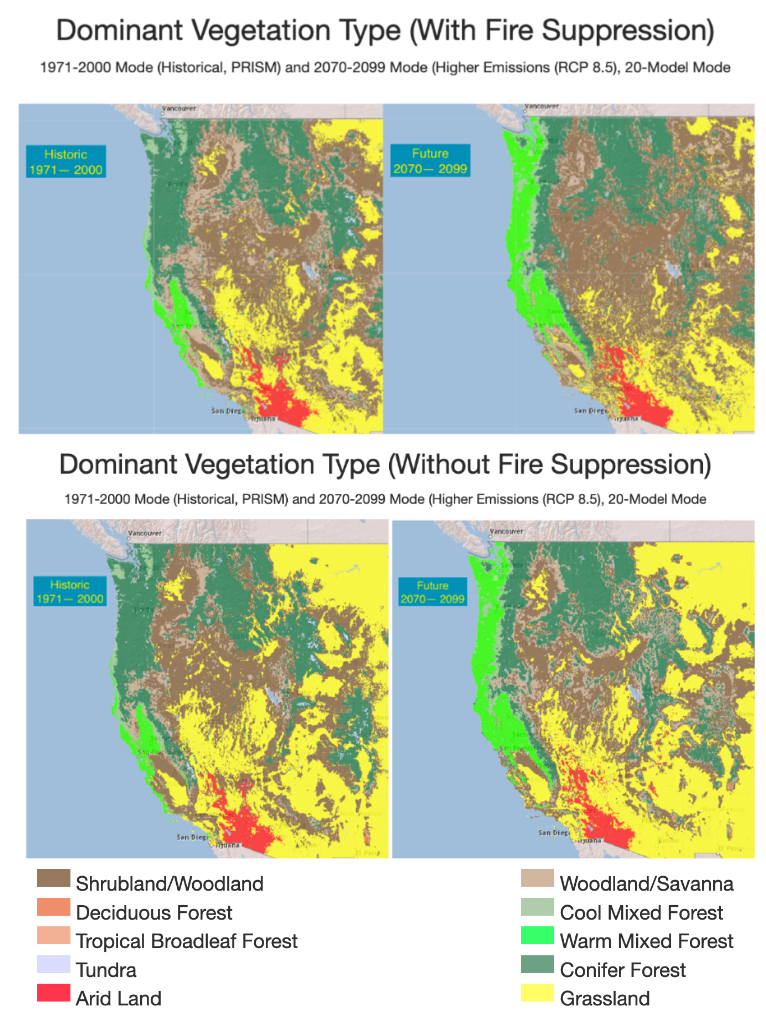 Dominant Vegetation Type (With Fire Suppression)
1971-2000 Mode (Historical, PRISM) and 2070-2099 Mode (Higher Emissions (RCP 8.5), 20-Model Mode
Vancouver
Vancouver
Historic
1971— 2000
Future
2070— 2099
San Diego
Tijuana
San Diego
Tijuana
Dominant Vegetation Type (Without Fire Suppression)
1971-2000 Mode (Historical, PRISM) and 2070-2099 Mode (Higher Emissions (RCP 8.5), 20-Model Mode
Vancouver
Vancouver
Historic
1971— 2000
Future
2070— 2099
San Diego
Tijuana
San Diego
Tijuana
Shrubland/Woodland
Woodland/Savanna
Deciduous Forest
Cool Mixed Forest
Tropical Broadleaf Forest
Warm Mixed Forest
Tundra
Conifer Forest
Arid Land
Grassland